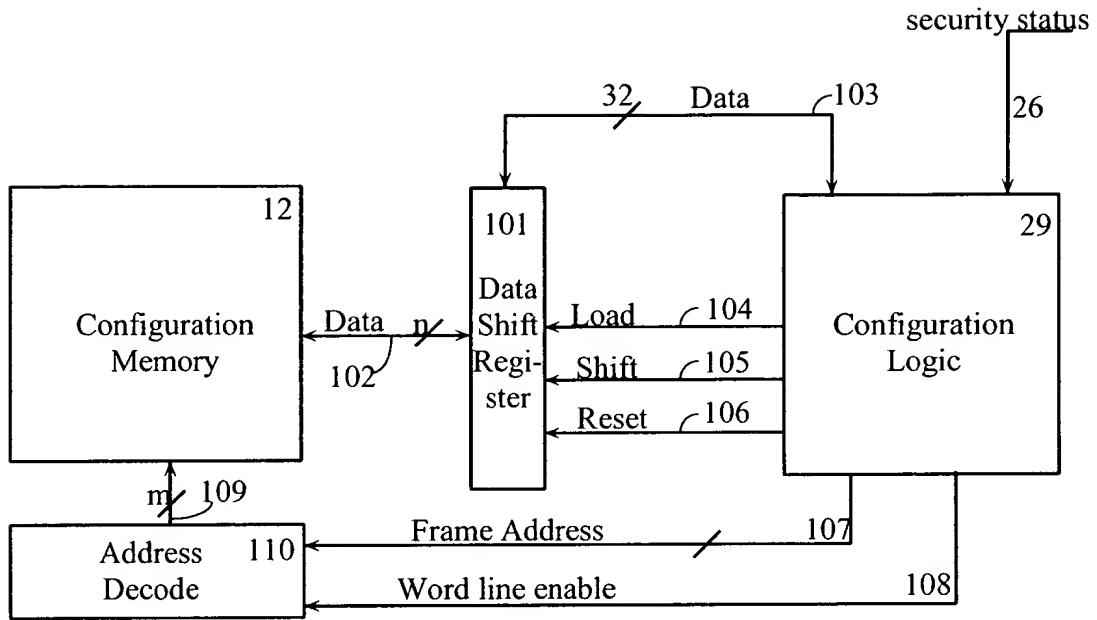 security status
32 Data 103
26
12
101
29
Data
Shift
Regi-
ster
Configuration
Memory
Data n
102
Load 104
Shift 105
Reset 106
Configuration
Logic
m 109
Address
Decode
110
Frame Address 107
Word line enable 108